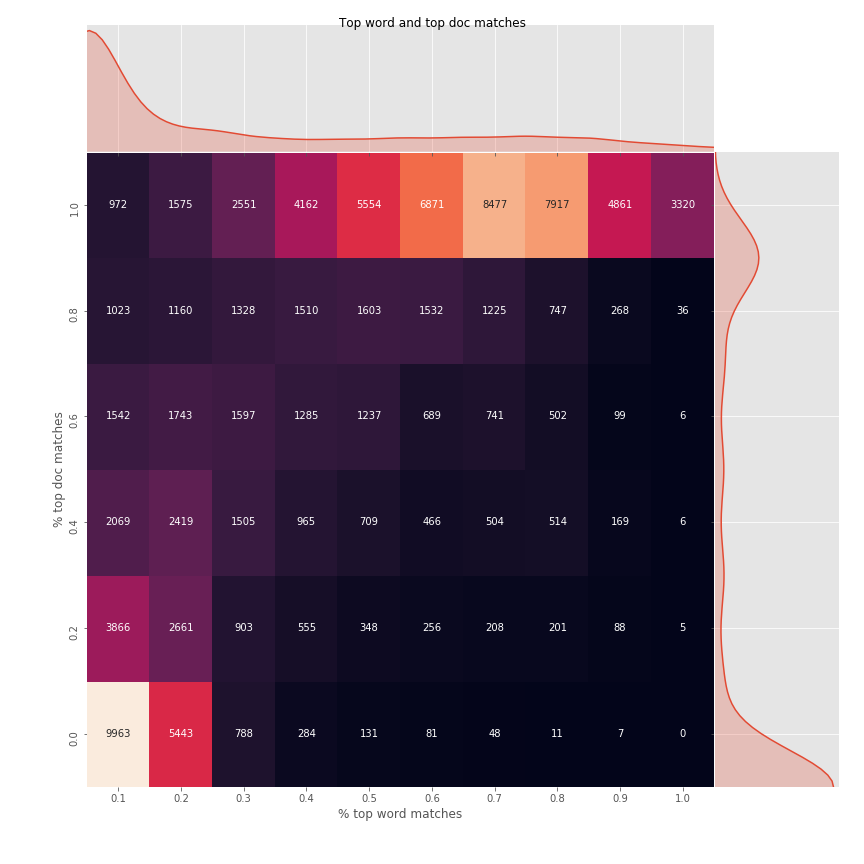 Top word and top doc matches
1.0
972 1575 2551 4162 5554 6871 8477 7917 4861 3320
0.8
1023 1160 1328 1510 1603 1532 1225 747 268 36
0.6
1542 1743 1597 1285 1237 689 741 502 99 6
% top doc matches
0.4
2069 2419 1505 965 709 466 504 514 169 6
0.2
3866 2661 903 555 348 256 208 201 88 5
0.0
9963 5443 788 284 131 81 48 11 7 0
0.1 0.2 0.3 0.4 0.5 0.6 0.7 0.8 0.9 1.0
% top word matches